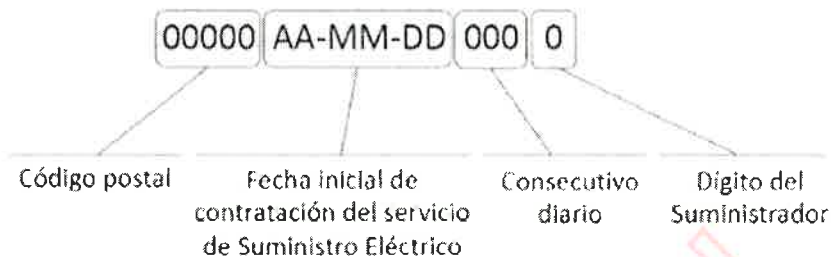 00000 AA-MM-DD 000 0
Código postal
Fecha inicial de
contratación del servicio
de Suministro Eléctrico
Consecutivo
diario
Dígito del
Suministrador